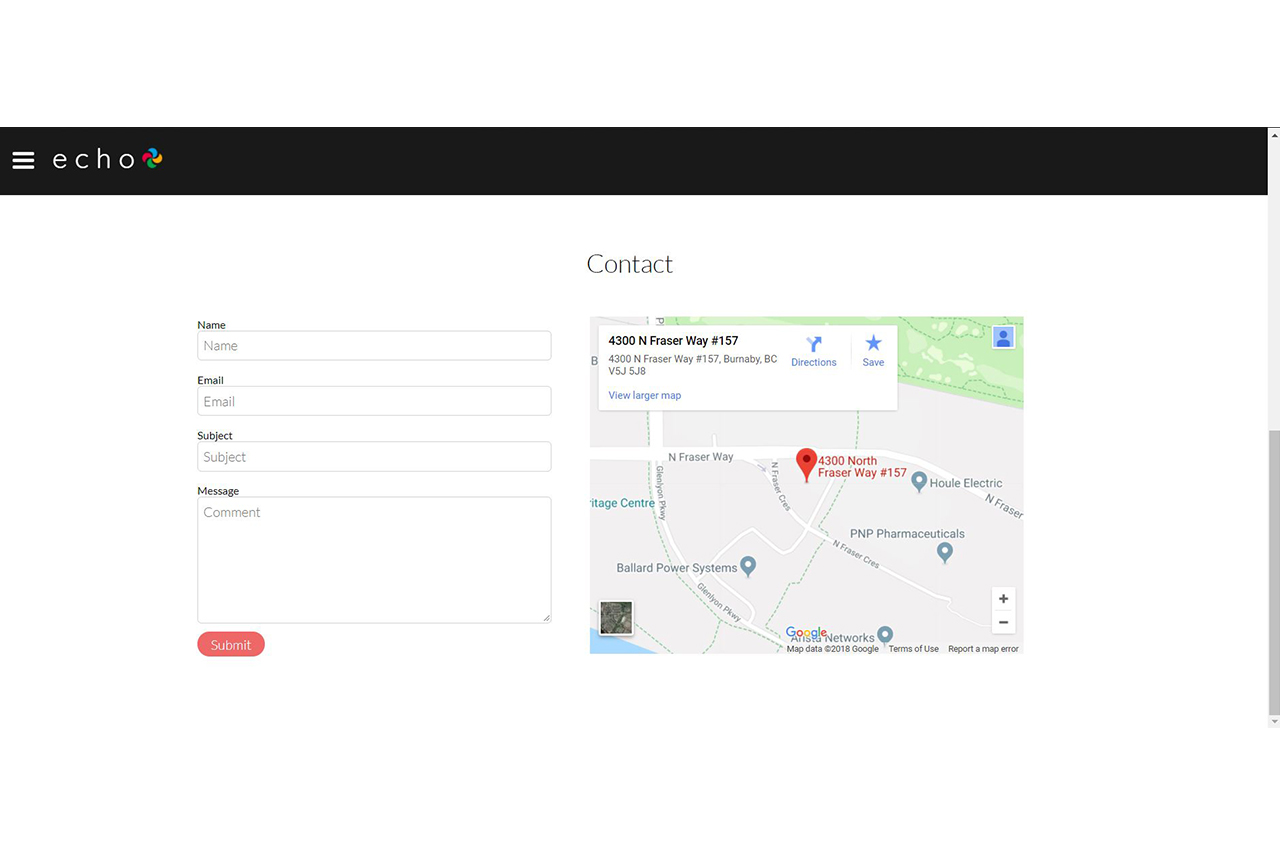 echo
Contact
Name
Name
Email
Email
Subject
Subject
Message
Comment
Submit
4300 N Fraser Way #157
4300 N Fraser Way #157, Burnaby, BC
V5J 5J8
View larger map
Directions
Save
N Fraser Way
4300 North
Fraser Way #157
Houle Electric
N Fraser
N Fraser Cres
Glenlyon Pkwy
ritage Centre
PNP Pharmaceuticals
N Fraser Cres
Ballard Power Systems
Glenlyon Pkwy
Google
Arista Networks
Map data ©2018 Google
Terms of Use
Report a map error